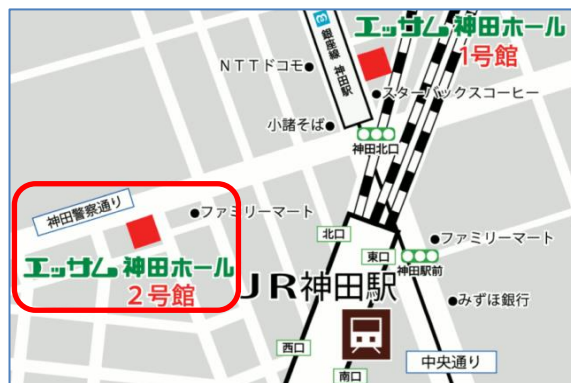 エッサム神田ホール
1号館
3
銀座線 神田駅
NTTドコモ●
●スターバックスコーヒー
小諸そば●
神田北口
神田警察通り
●ファミリーマート
エッサム神田ホール
2号館
北口
東口
●ファミリーマート
神田駅前
JR神田駅
●みずほ銀行
西口
中央通り
南口